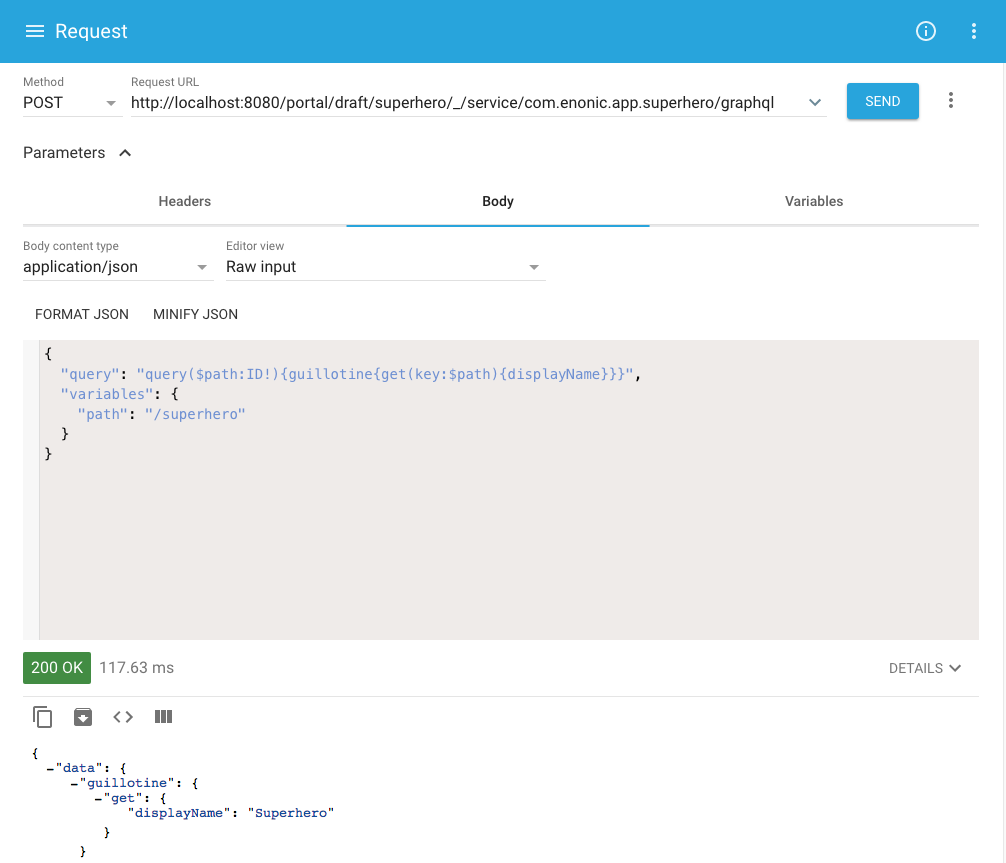 Request
Method
POST
Request URL
http://localhost:8080/portal/draft/superhero/_/service/com.enonic.app.superhero/graphql
SEND
Parameters
Headers
Body
Variables
Body content type
application/json
Editor view
Raw input
FORMAT JSON
MINIFY JSON
{
"query": "query($path:ID!){guillotine{get(key:$path){displayName}}}",
"variables": {
"path": "/superhero"
}
}
200 OK
117.63 ms
DETAILS
{
–"data": {
–"guillotine": {
–"get": {
"displayName": "Superhero"
}
}